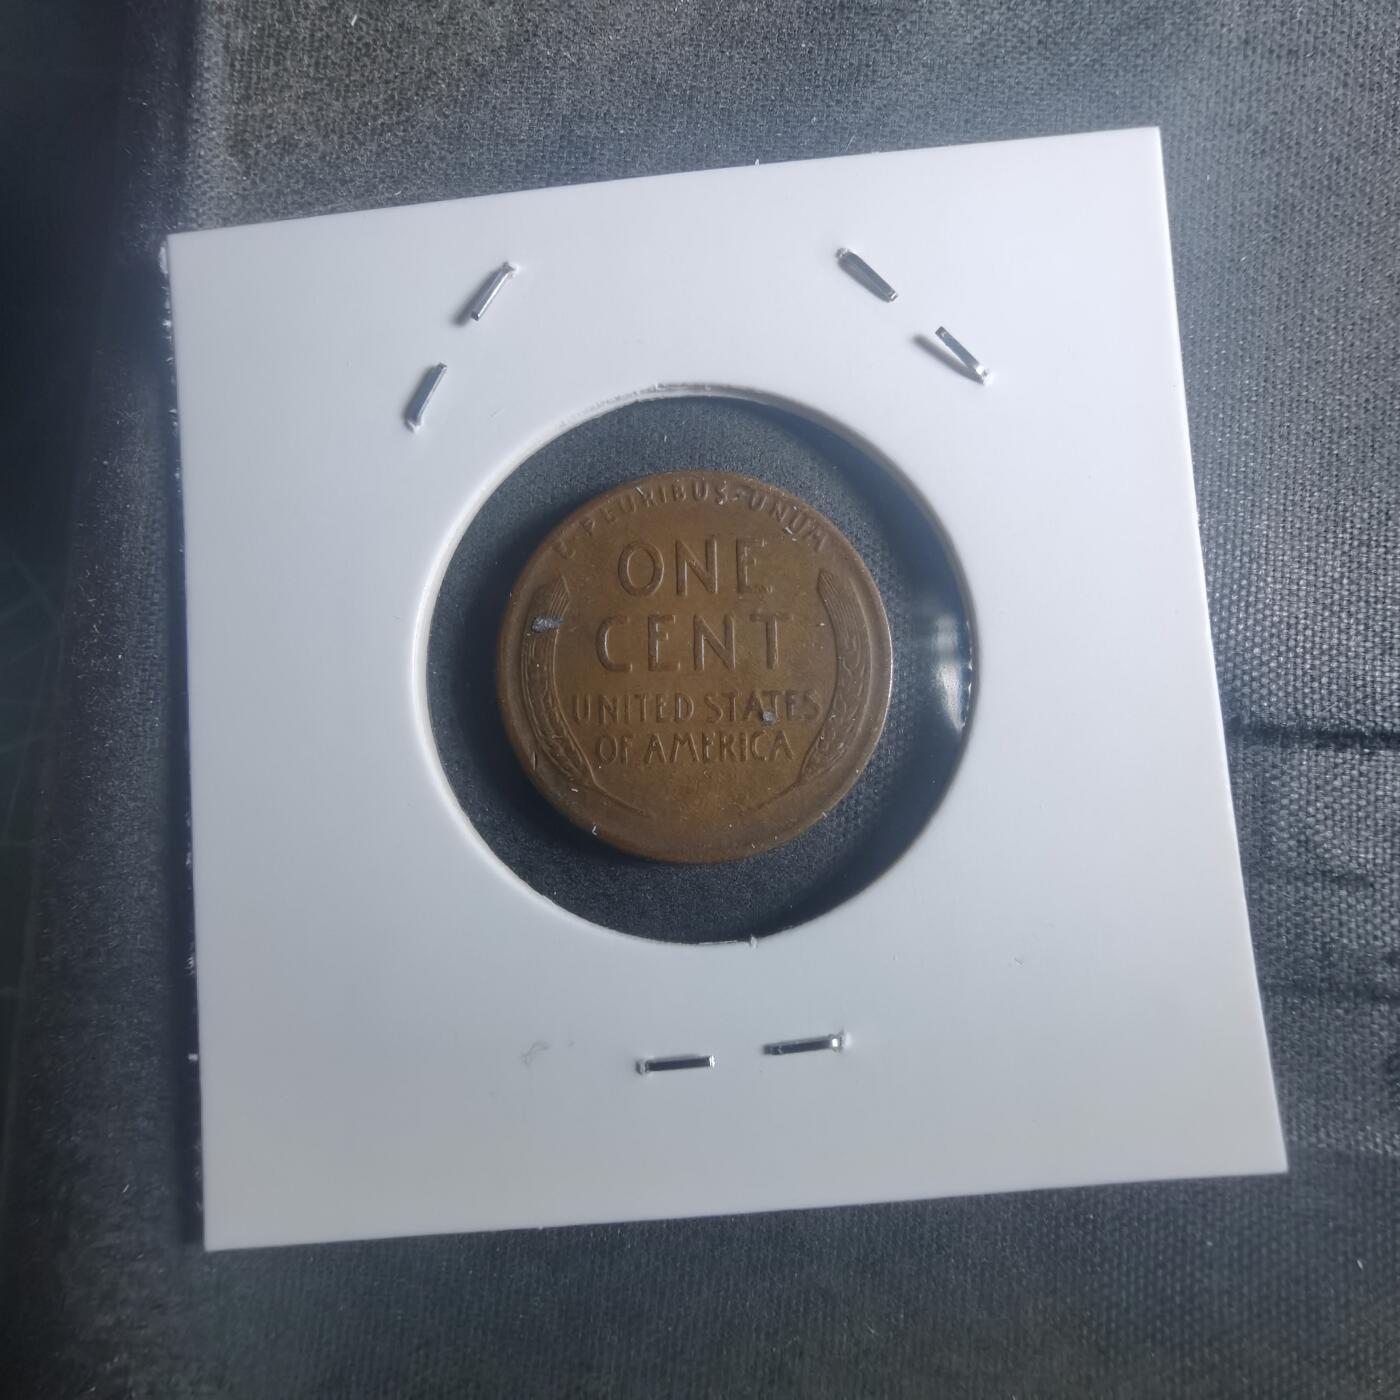 E·PLURIBUS·UNUM
ONE
CENT
UNITED STATES
OF AMERICA